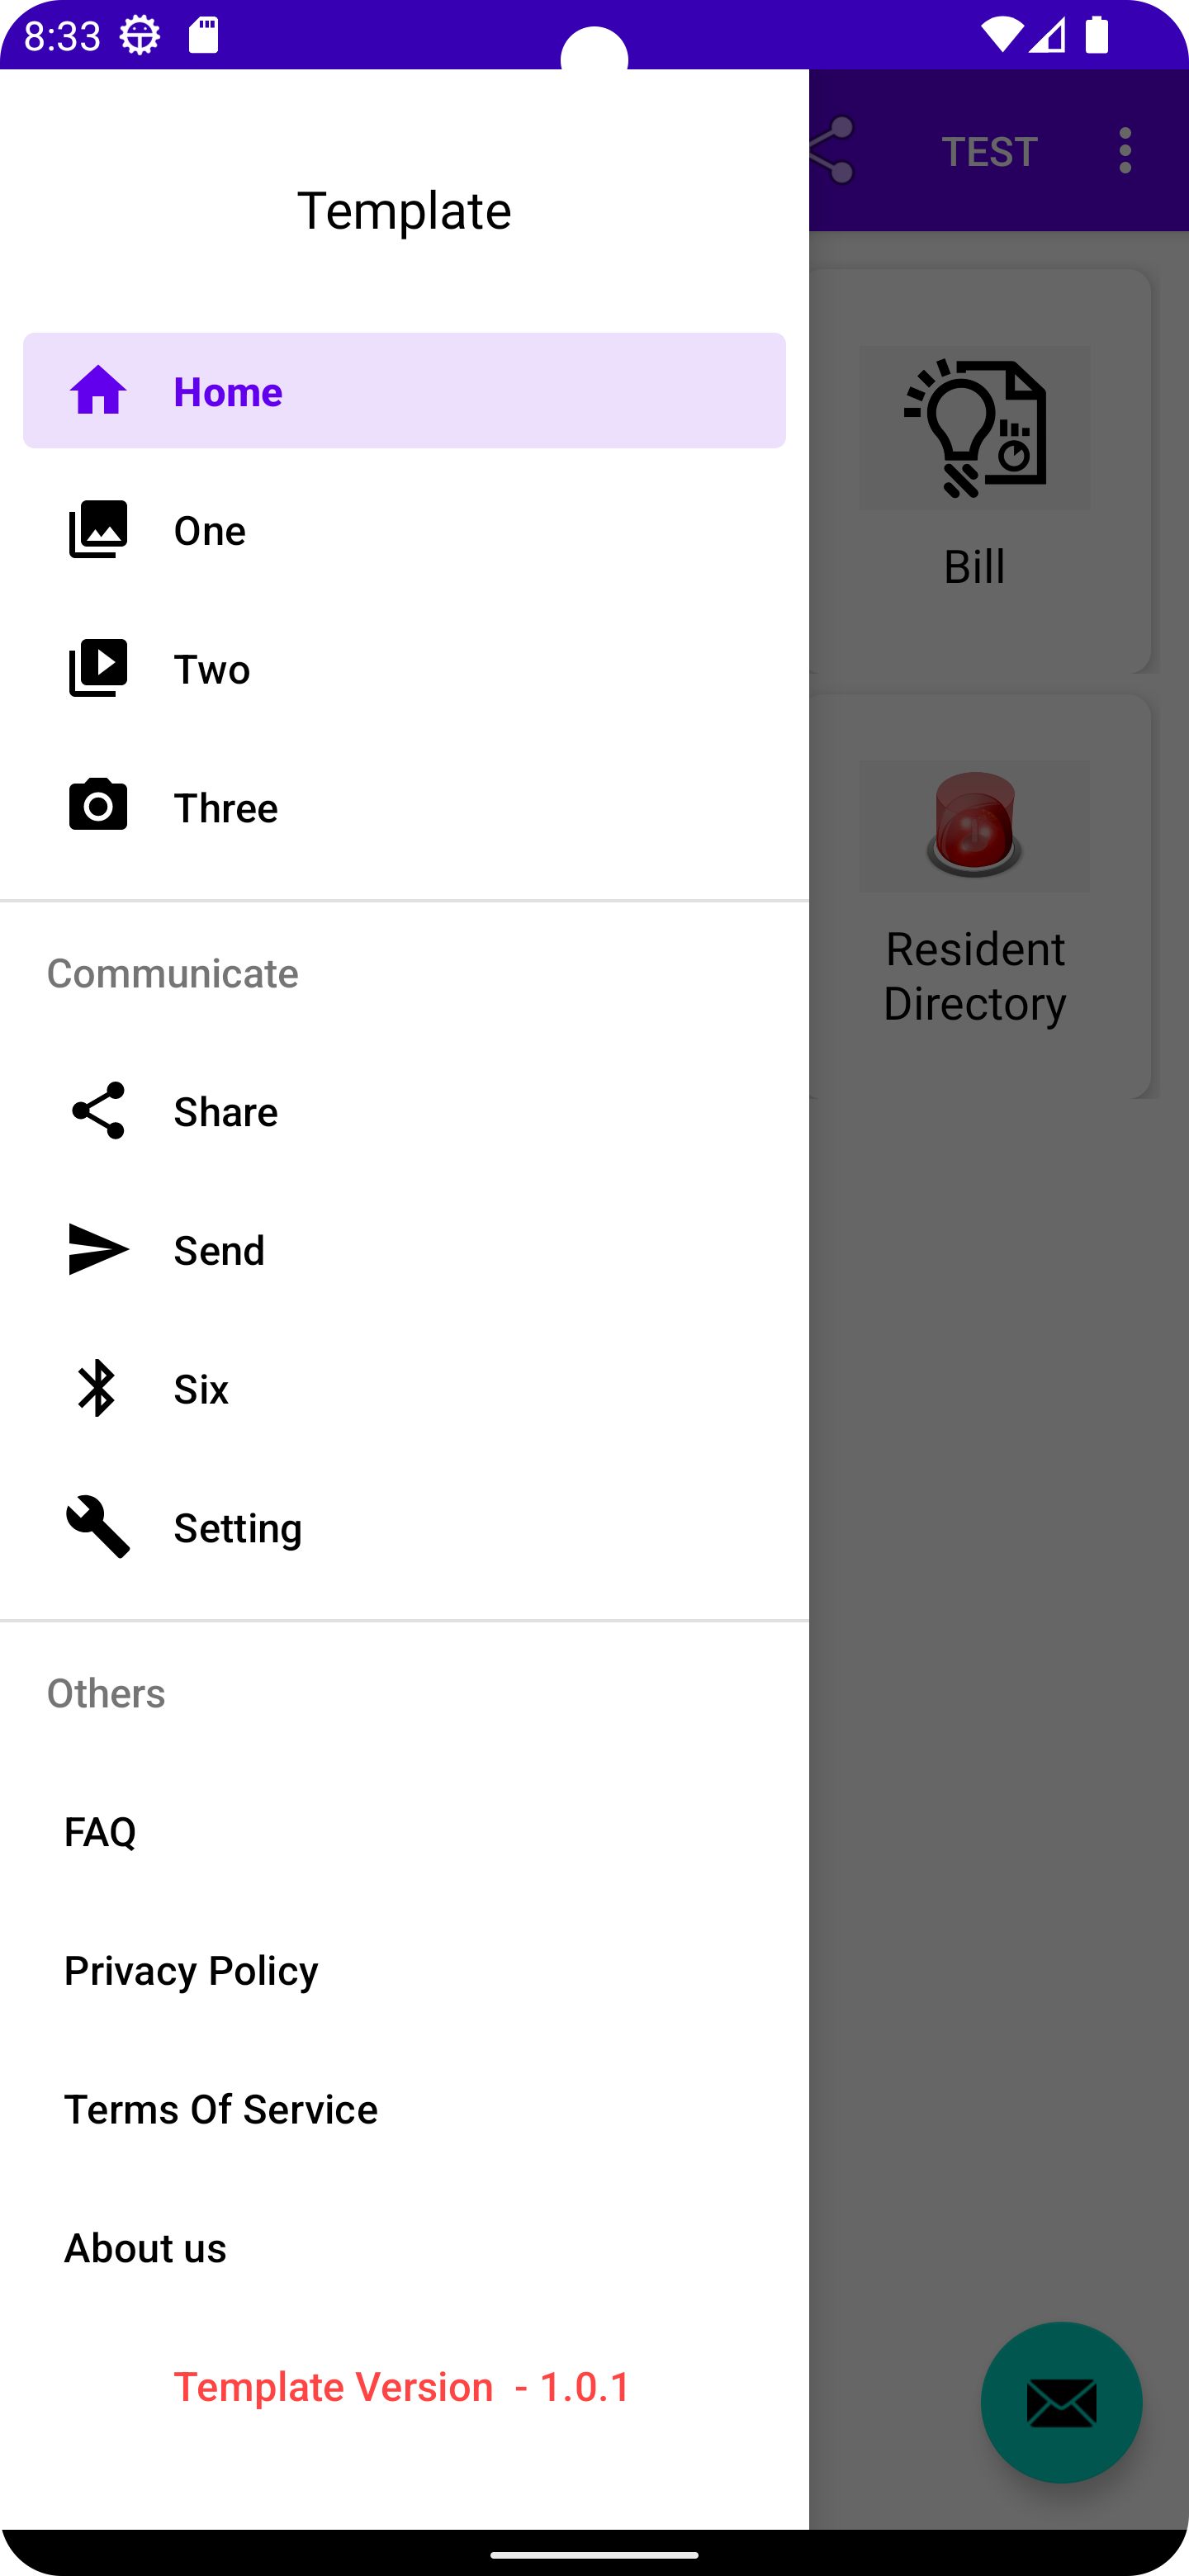 8:33
TEST
Template
Home
One
Two
Three
Communicate
Share
Send
Six
Setting
Others
FAQ
Privacy Policy
Terms Of Service
About us
Template Version  - 1.0.1
Bill
Resident
Directory